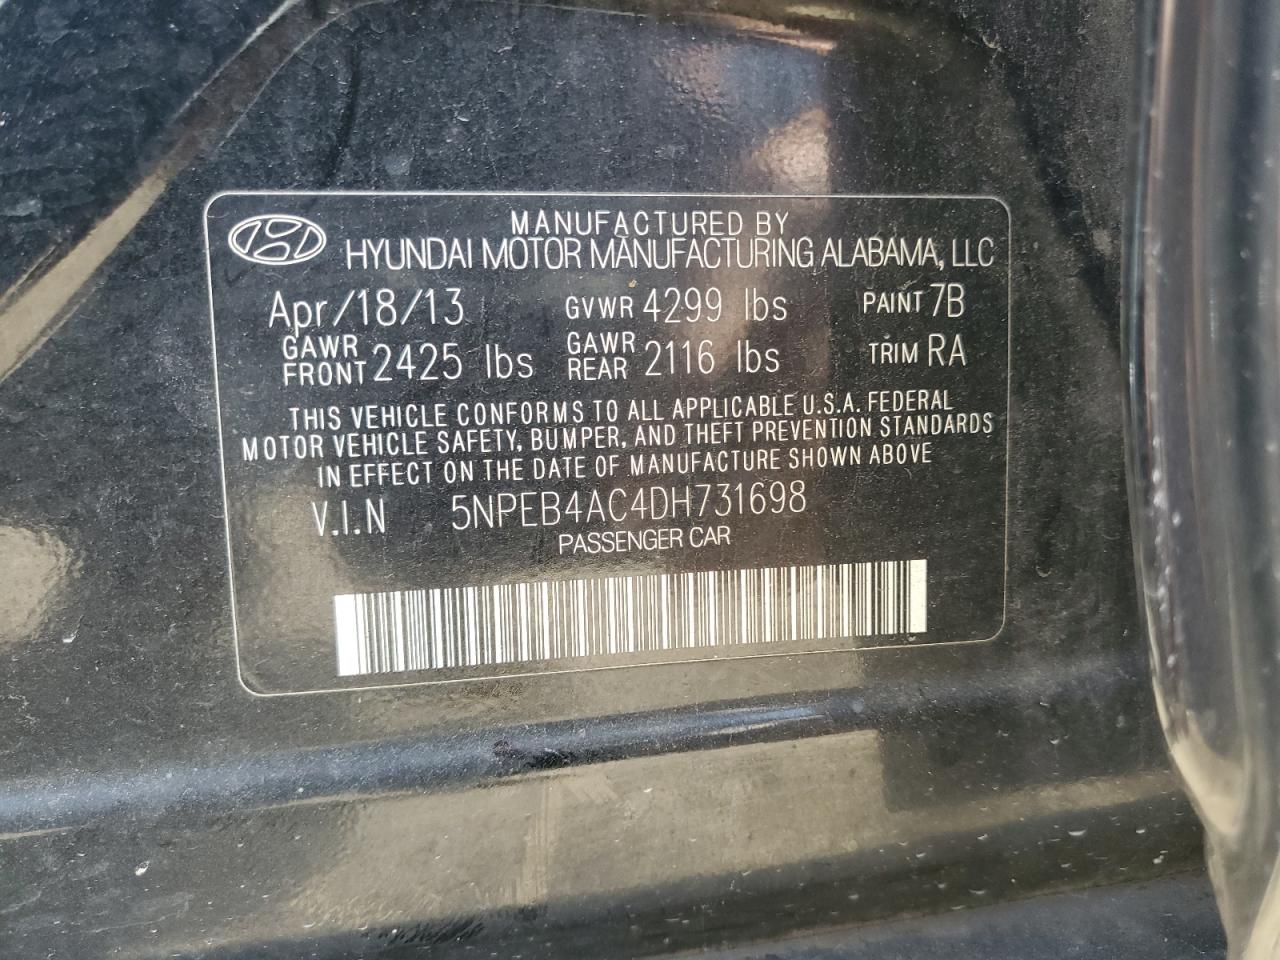 MANUFACTURED BY
HYUNDAI MOTOR MANUFACTURING ALABAMA, LLC
Apr/18/13 GVWR 4299 lbs PAINT 7B
GAWR FRONT 2425 lbs GAWR REAR 2116 lbs TRIM RA
THIS VEHICLE CONFORMS TO ALL APPLICABLE U.S.A. FEDERAL
MOTOR VEHICLE SAFETY, BUMPER, AND THEFT PREVENTION STANDARDS
IN EFFECT ON THE DATE OF MANUFACTURE SHOWN ABOVE
V.I.N 5NPEB4AC4DH731698
PASSENGER CAR